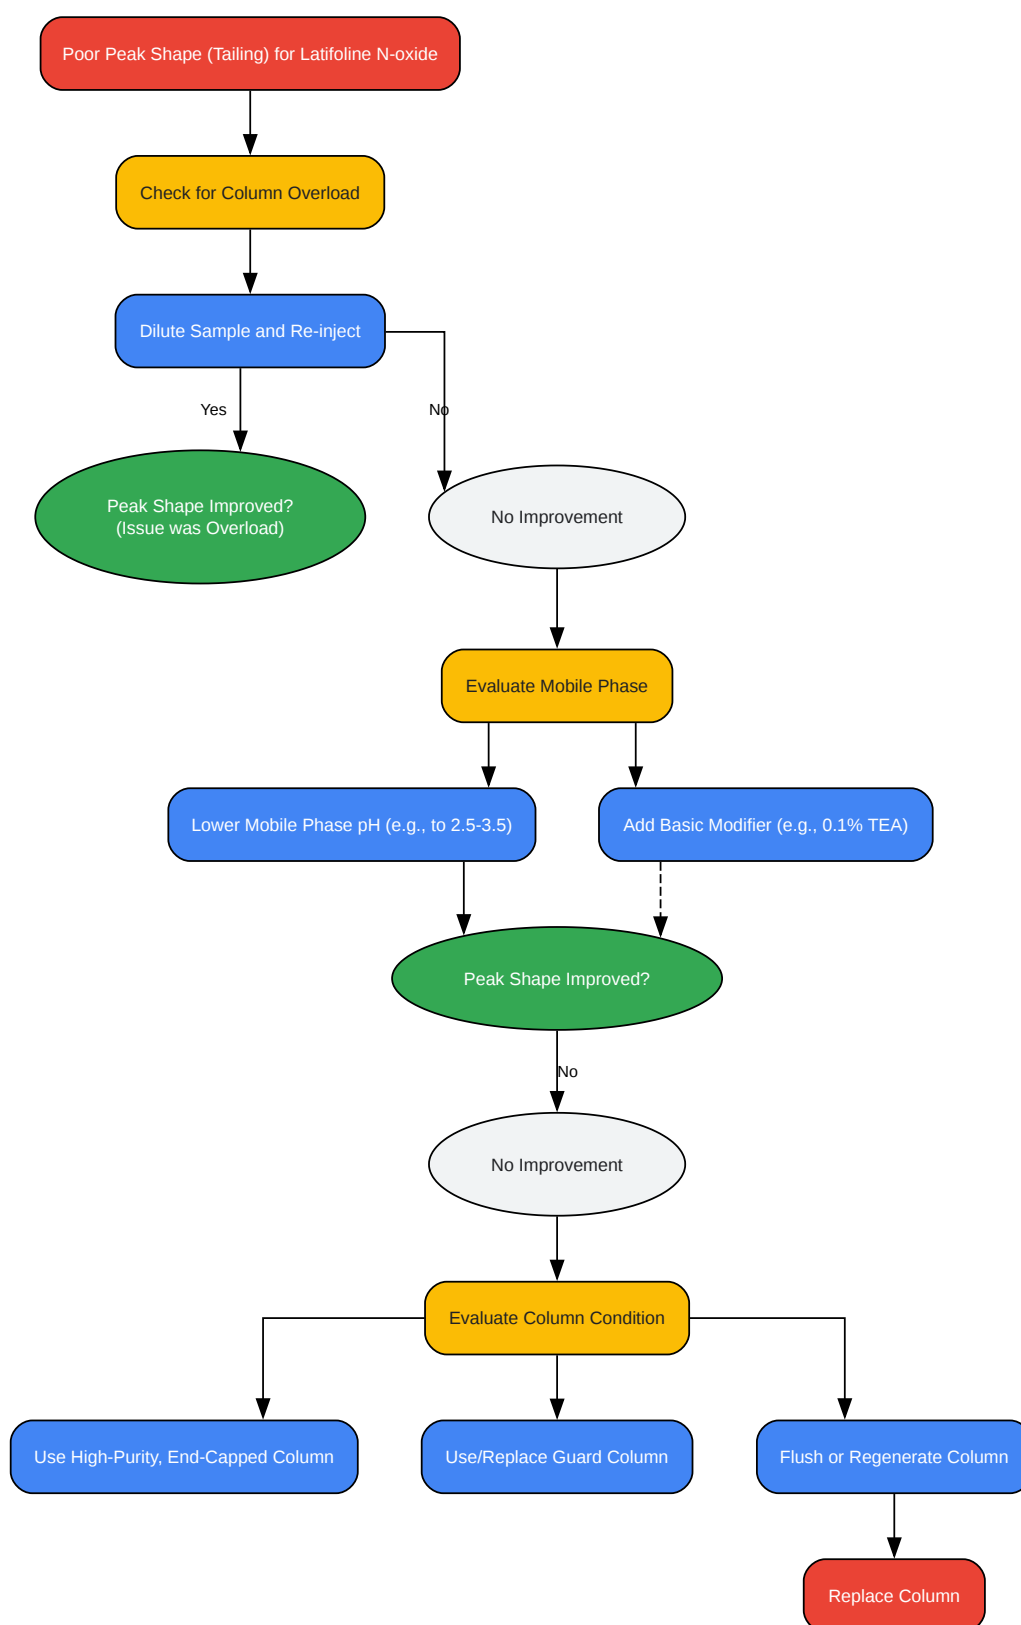 Poor Peak Shape (Tailing) for Latifoline N-oxide
Check for Column Overload
Dilute Sample and Re-inject
Yes
No
Peak Shape Improved?
(Issue was Overload)
No Improvement
Evaluate Mobile Phase
Lower Mobile Phase pH (e.g., to 2.5-3.5)
Add Basic Modifier (e.g., 0.1% TEA)
Peak Shape Improved?
No
No Improvement
Evaluate Column Condition
Use High-Purity, End-Capped Column
Use/Replace Guard Column
Flush or Regenerate Column
Replace Column